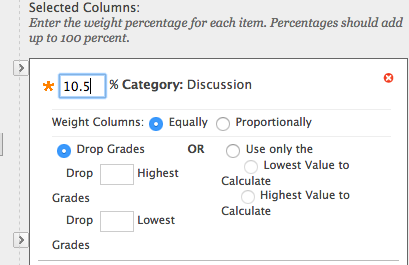 Selected Columns:
Enter the weight percentage for each item. Percentages should add
up to 100 percent.
* 10.5 % Category: Discussion
Weight Columns: Equally Proportionally
Drop Grades OR Use only the
Drop Highest Lowest Value to
Calculate
Grades Highest Value to
Drop Lowest Calculate
Grades